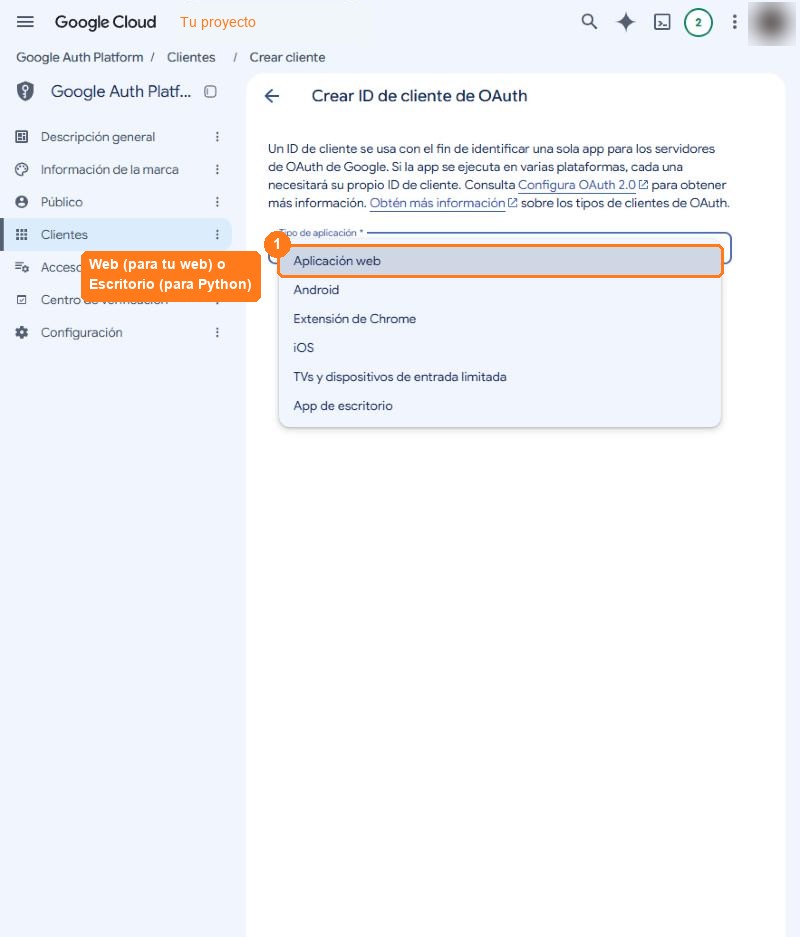 Google Cloud
Tu proyecto
2
Google Auth Platform / Clientes / Crear cliente
Google Auth Platf...
Crear ID de cliente de OAuth
Descripción general
Información de la marca
Público
Clientes
Acceso
Centro de verificación
Configuración
Un ID de cliente se usa con el fin de identificar una sola app para los servidores
de OAuth de Google. Si la app se ejecuta en varias plataformas, cada una
necesitará su propio ID de cliente. Consulta Configura OAuth 2.0 para obtener
más información. Obtén más información sobre los tipos de clientes de OAuth.
Tipo de aplicación *
1
Web (para tu web) o
Escritorio (para Python)
Aplicación web
Android
Extensión de Chrome
iOS
TVs y dispositivos de entrada limitada
App de escritorio